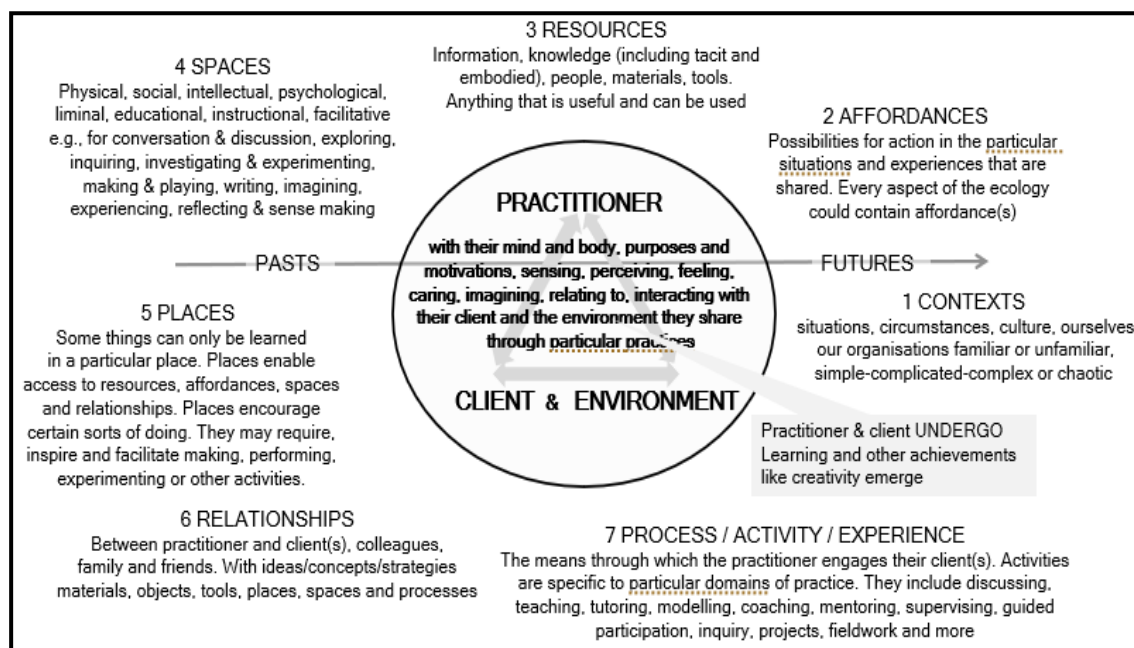 3 RESOURCES
Information, knowledge (including tacit and
embodied), people, materials, tools.
Anything that is useful and can be used
4 SPACES
Physical, social, intellectual, psychological,
liminal, educational, instructional, facilitative
e.g., for conversation & discussion, exploring,
inquiring, investigating & experimenting,
making & playing, writing, imagining,
experiencing, reflecting & sense making
2 AFFORDANCES
Possibilities for action in the particular
situations and experiences that are
shared. Every aspect of the ecology
could contain affordance(s)
PRACTITIONER
with their mind and body, purposes and
motivations, sensing, perceiving, feeling,
caring, imagining, relating to, interacting with
their client and the environment they share
through particular practices
CLIENT & ENVIRONMENT
PASTS
FUTURES
5 PLACES
Some things can only be learned
in a particular place. Places enable
access to resources, affordances, spaces
and relationships. Places encourage
certain sorts of doing. They may require,
inspire and facilitate making, performing,
experimenting or other activities.
1 CONTEXTS
situations, circumstances, culture, ourselves
our organisations familiar or unfamiliar,
simple-complicated-complex or chaotic
Practitioner & client UNDERGO
Learning and other achievements
like creativity emerge
6 RELATIONSHIPS
Between practitioner and client(s), colleagues,
family and friends. With ideas/concepts/strategies
materials, objects, tools, places, spaces and processes
7 PROCESS / ACTIVITY / EXPERIENCE
The means through which the practitioner engages their client(s). Activities
are specific to particular domains of practice. They include discussing,
teaching, tutoring, modelling, coaching, mentoring, supervising, guided
participation, inquiry, projects, fieldwork and more